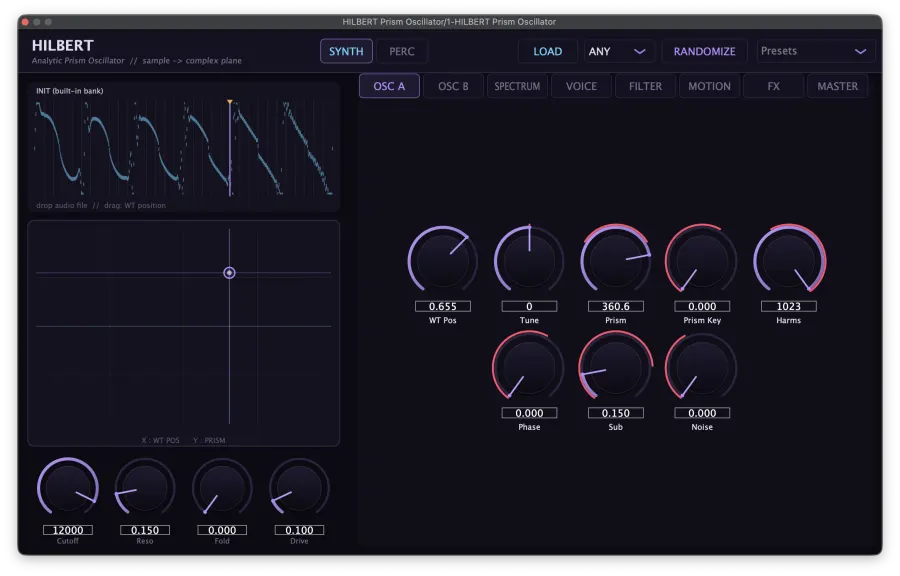 HILBERT Prism Oscillator/1-HILBERT Prism Oscillator
HILBERT
Analytic Prism Oscillator // sample -> complex plane
SYNTH PERC LOAD ANY RANDOMIZE Presets
OSC A OSC B SPECTRUM VOICE FILTER MOTION FX MASTER
INIT (built-in bank)
drop audio file // drag: WT position
0.655 0 360.6 0.000 1023
WT Pos Tune Prism Prism Key Harms
0.000 0.150 0.000
Phase Sub Noise
X : WT POS Y : PRISM
12000 0.150 0.000 0.100
Cutoff Reso Fold Drive